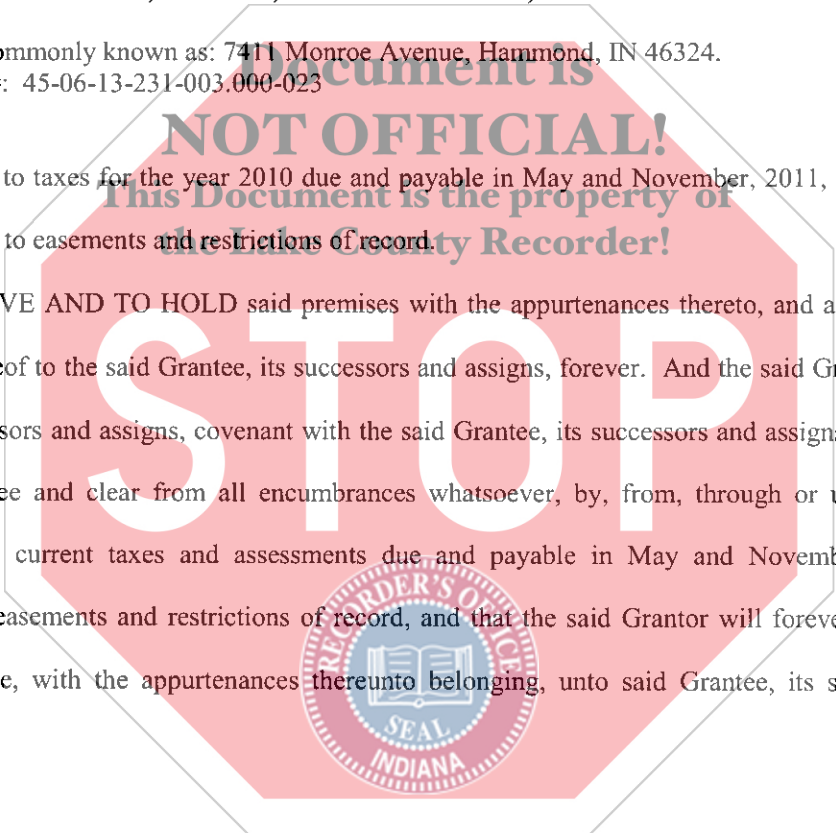 ommonly known as: 7411 Monroe Avenue, Hammond, IN 46324.
: 45-06-13-231-003.000-023
Document is
NOT OFFICIAL!
This Document is the property of
the Lake County Recorder!
to taxes for the year 2010 due and payable in May and November, 2011,
to easements and restrictions of record.
VE AND TO HOLD said premises with the appurtenances thereto, and a
eof to the said Grantee, its successors and assigns, forever. And the said Gr
sors and assigns, covenant with the said Grantee, its successors and assign
ee and clear from all encumbrances whatsoever, by, from, through or u
current taxes and assessments due and payable in May and Novemb
easements and restrictions of record, and that the said Grantor will foreve
e, with the appurtenances thereunto belonging, unto said Grantee, its s
STOP
RECORDER'S OFFICE
SEAL
INDIANA